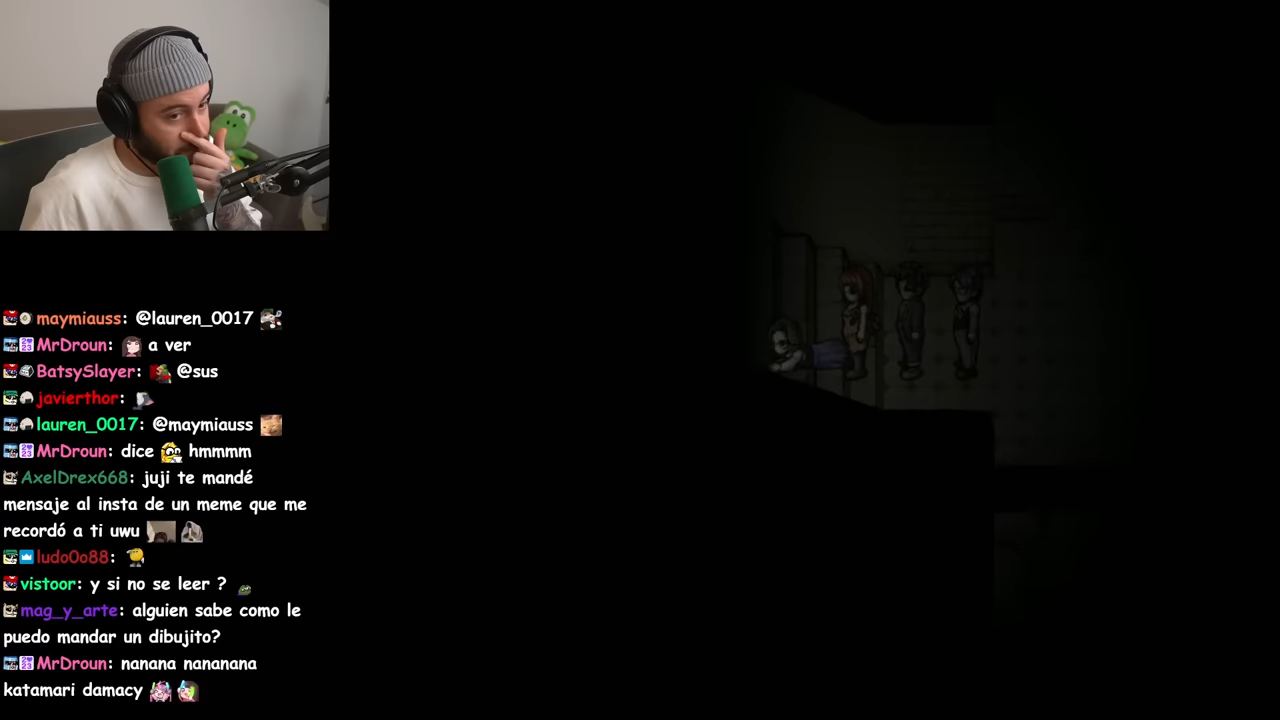 maymiauss: @lauren_0017
MrDroun: a ver
BatsySlayer: @sus
javierthor:
lauren_0017: @maymiauss
MrDroun: dice hmmmm
AxelDrex668: juji te mandé
mensaje al insta de un meme que me
recordó a ti uwu
ludo0o88:
vistoor: y si no se leer ?
mag_y_arte: alguien sabe como le
puedo mandar un dibujito?
MrDroun: nanana nananana
katamari damacy